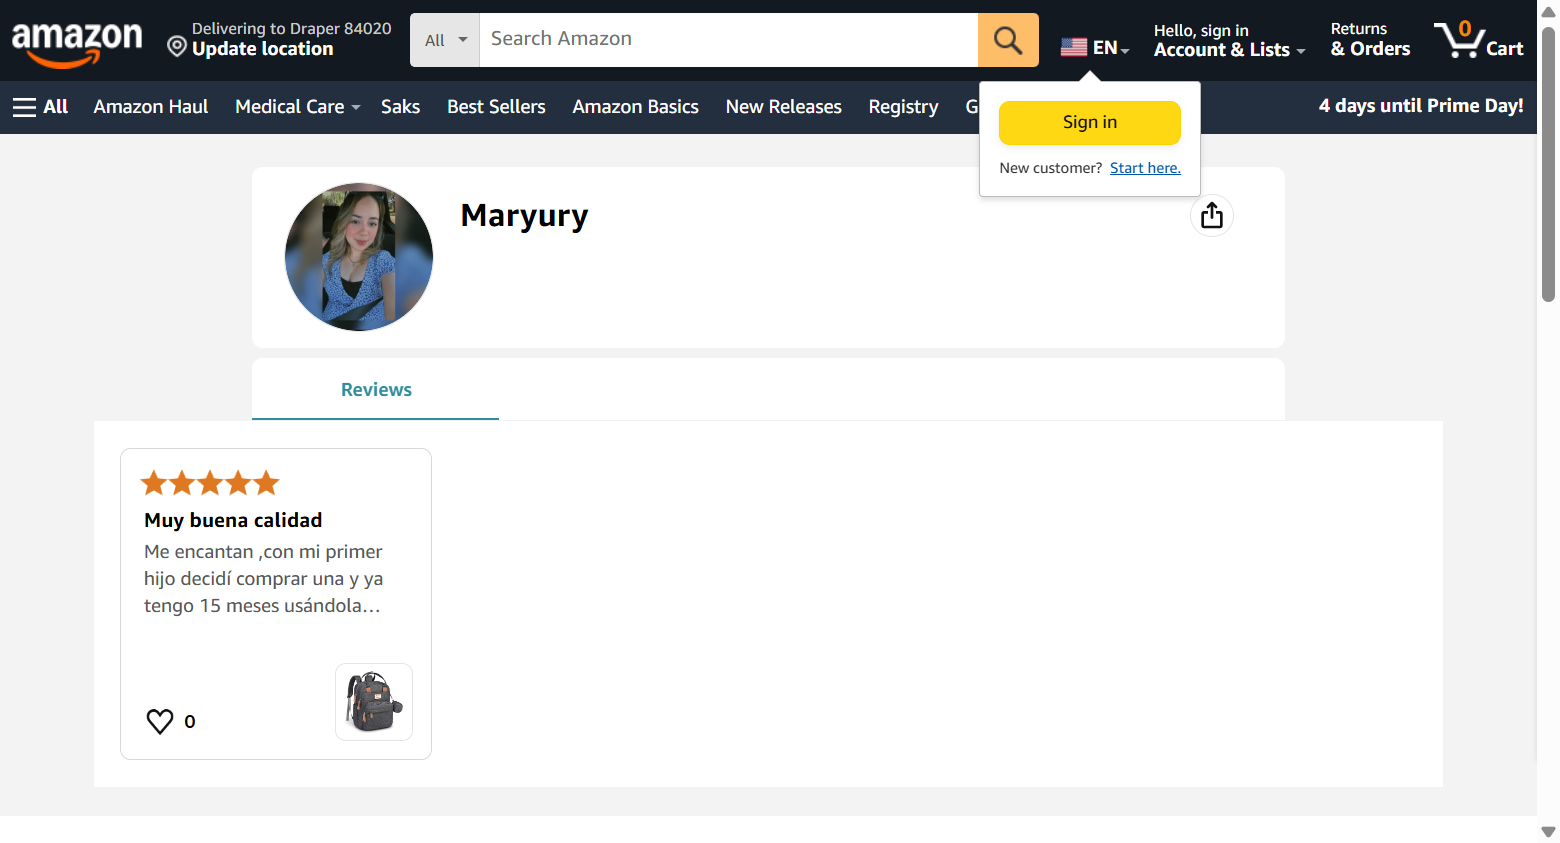 amazon
Delivering to Draper 84020
Update location
All
Search Amazon
EN
Hello, sign in
Account & Lists
Returns
& Orders
0
Cart
All
Amazon Haul
Medical Care
Saks
Best Sellers
Amazon Basics
New Releases
Registry
G
4 days until Prime Day!
Sign in
New customer? Start here.
Maryury
Reviews
Muy buena calidad
Me encantan ,con mi primer
hijo decidí comprar una y ya
tengo 15 meses usándola…
0